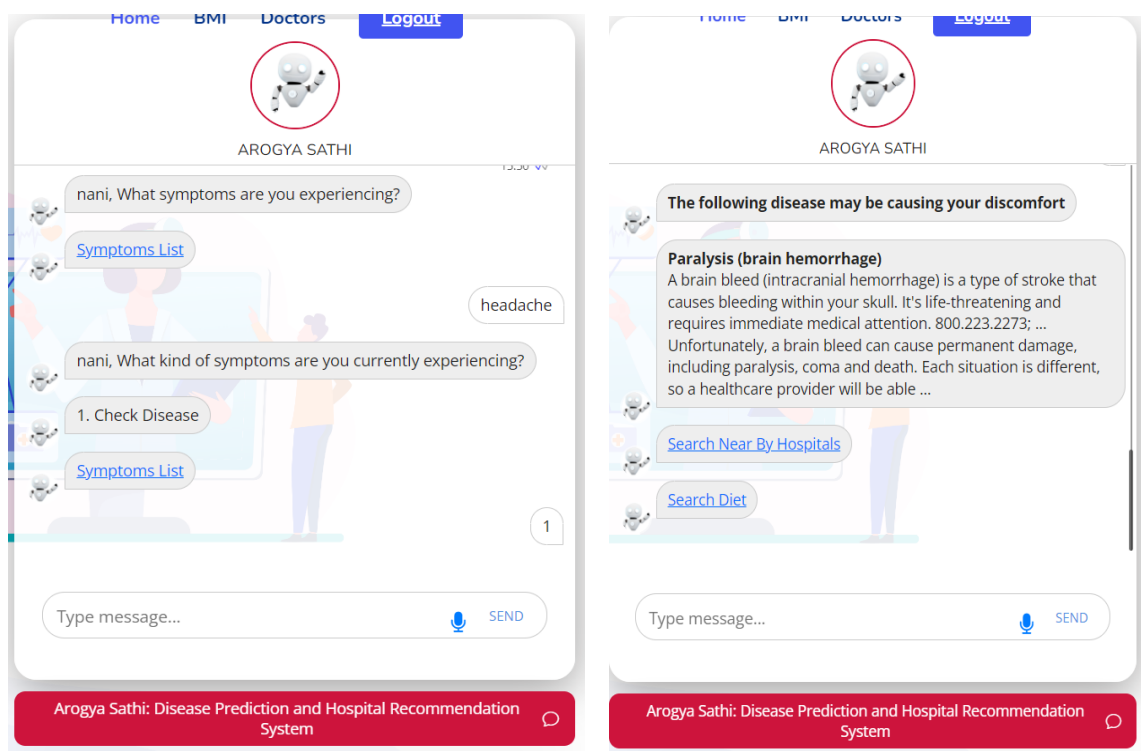 Home BMI Doctors Logout
AROGYA SATHI
15:30
nani, What symptoms are you experiencing?
Symptoms List
headache
nani, What kind of symptoms are you currently experiencing?
1. Check Disease
Symptoms List
1
Type message...
SEND
Arogya Sathi: Disease Prediction and Hospital Recommendation
System
Home BMI Doctors Logout
AROGYA SATHI
The following disease may be causing your discomfort
Paralysis (brain hemorrhage)
A brain bleed (intracranial hemorrhage) is a type of stroke that
causes bleeding within your skull. It's life-threatening and
requires immediate medical attention. 800.223.2273; ...
Unfortunately, a brain bleed can cause permanent damage,
including paralysis, coma and death. Each situation is different,
so a healthcare provider will be able ...
Search Near By Hospitals
Search Diet
Type message...
SEND
Arogya Sathi: Disease Prediction and Hospital Recommendation
System